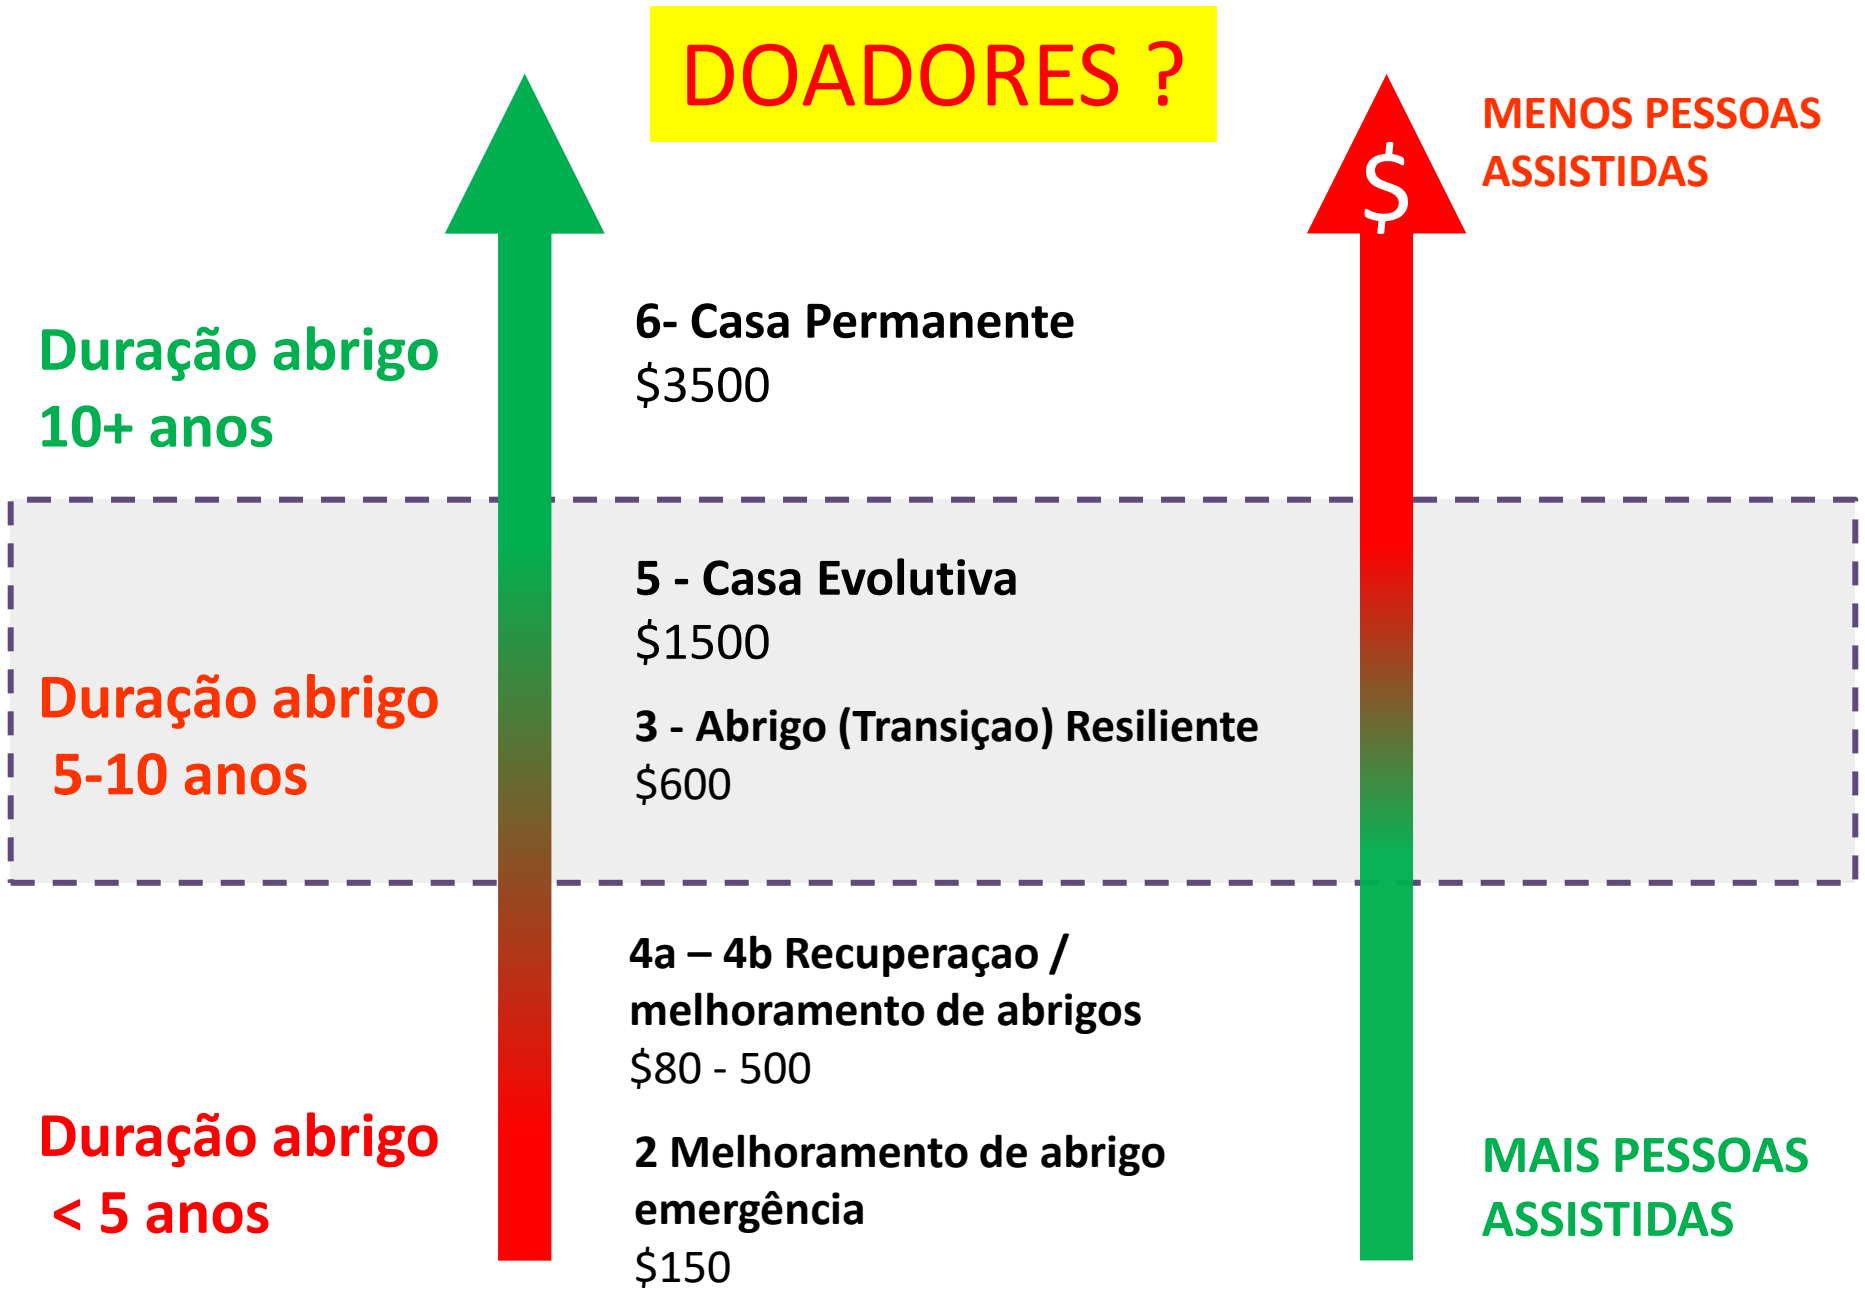 DOADORES ?
MENOS PESSOAS
ASSISTIDAS
$
6- Casa Permanente
$3500
Duração abrigo
10+ anos
5 - Casa Evolutiva
$1500
Duração abrigo
5-10 anos
3 - Abrigo (Transiçao) Resiliente
$600
4a – 4b Recuperaçao /
melhoramento de abrigos
$80 - 500
Duração abrigo
< 5 anos
2 Melhoramento de abrigo
emergência
$150
MAIS PESSOAS
ASSISTIDAS